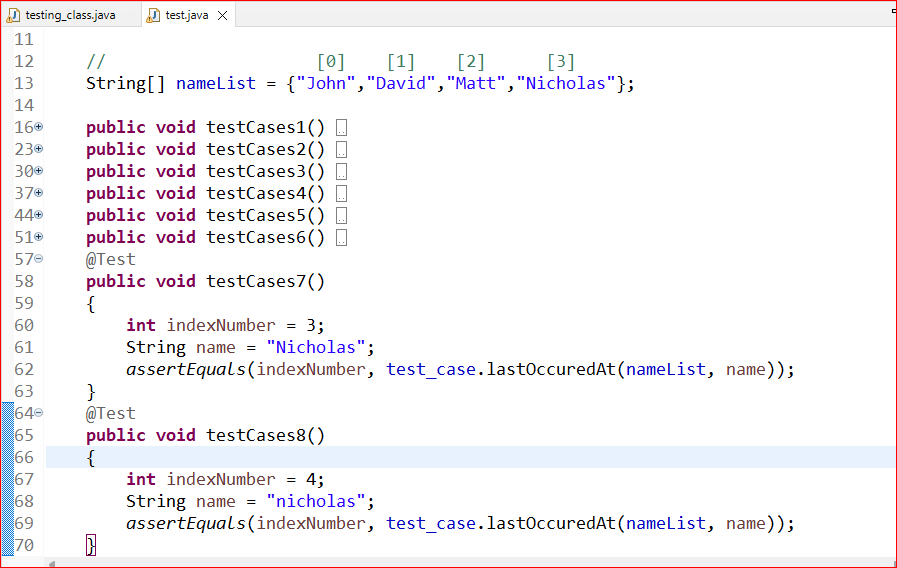 testing_class.java test.java
11
12 // [0] [1] [2] [3]
13 String[] nameList = {"John","David","Matt","Nicholas"};
14
16 public void testCases1()
23 public void testCases2()
30 public void testCases3()
37 public void testCases4()
44 public void testCases5()
51 public void testCases6()
57 @Test
58 public void testCases7()
59 {
60 int indexNumber = 3;
61 String name = "Nicholas";
62 assertEquals(indexNumber, test_case.lastOccuredAt(nameList, name));
63 }
64 @Test
65 public void testCases8()
66 {
67 int indexNumber = 4;
68 String name = "nicholas";
69 assertEquals(indexNumber, test_case.lastOccuredAt(nameList, name));
70 }